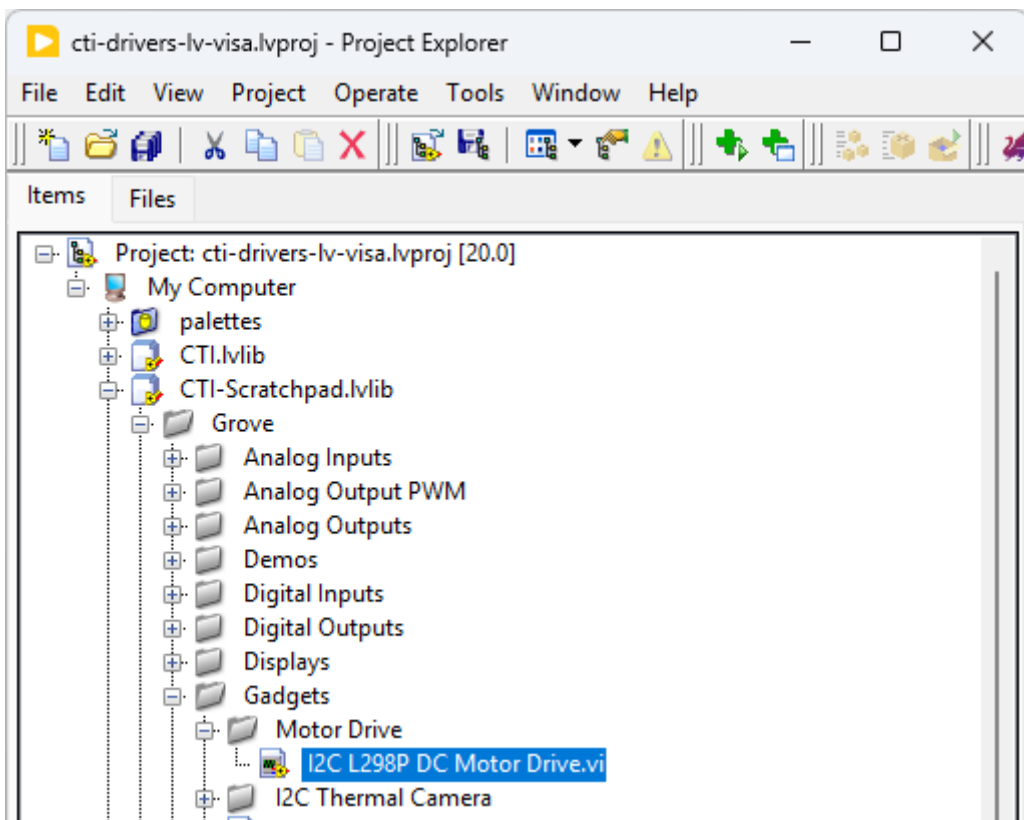 cti-drivers-lv-visa.lvproj - Project Explorer
File Edit View Project Operate Tools Window Help
Items Files
Project: cti-drivers-lv-visa.lvproj [20.0]
My Computer
palettes
CTI.lvlib
CTI-Scratchpad.lvlib
Grove
Analog Inputs
Analog Output PWM
Analog Outputs
Demos
Digital Inputs
Digital Outputs
Displays
Gadgets
Motor Drive
I2C L298P DC Motor Drive.vi
I2C Thermal Camera